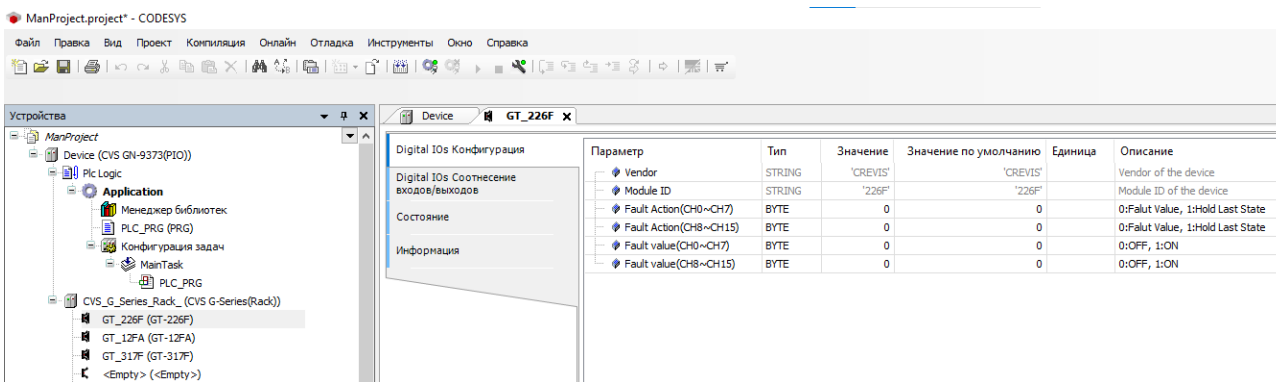 ManProject.project* - CODESYS
Файл Правка Вид Проект Компиляция Онлайн Отладка Инструменты Окно Справка
Устройства
ManProject
Device (CVS GN-9373(PIO))
Plc Logic
Application
Менеджер библиотек
PLC_PRG (PRG)
Конфигурация задач
MainTask
PLC_PRG
CVS_G_Series_Rack_ (CVS G-Series(Rack))
GT_226F (GT-226F)
GT_12FA (GT-12FA)
GT_317F (GT-317F)
<Empty> (<Empty>)
Device GT_226F
Digital IOs Конфигурация
Digital IOs Соотнесение
входов/выходов
Состояние
Информация
Параметр Тип Значение Значение по умолчанию Единица Описание
Vendor STRING 'CREVIS' 'CREVIS' Vendor of the device
Module ID STRING '226F' '226F' Module ID of the device
Fault Action(CH0~CH7) BYTE 0 0 0:Falut Value, 1:Hold Last State
Fault Action(CH8~CH15) BYTE 0 0 0:Falut Value, 1:Hold Last State
Fault value(CH0~CH7) BYTE 0 0 0:OFF, 1:ON
Fault value(CH8~CH15) BYTE 0 0 0:OFF, 1:ON